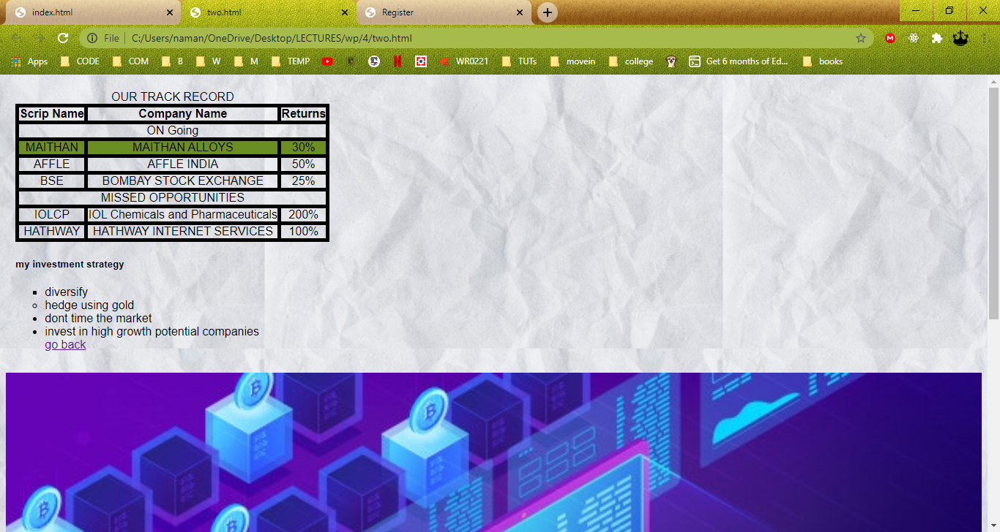 index.html two.html Register
File C:/Users/naman/OneDrive/Desktop/LECTURES/wp/4/two.html
Apps CODE COM B W M TEMP WR0221 TUTs movein college Get 6 months of Ed... books
OUR TRACK RECORD
Scrip Name Company Name Returns
ON Going
MAITHAN MAITHAN ALLOYS 30%
AFFLE AFFLE INDIA 50%
BSE BOMBAY STOCK EXCHANGE 25%
MISSED OPPORTUNITIES
IOLCP IOL Chemicals and Pharmaceuticals 200%
HATHWAY HATHWAY INTERNET SERVICES 100%
my investment strategy
diversify
hedge using gold
dont time the market
invest in high growth potential companies
go back